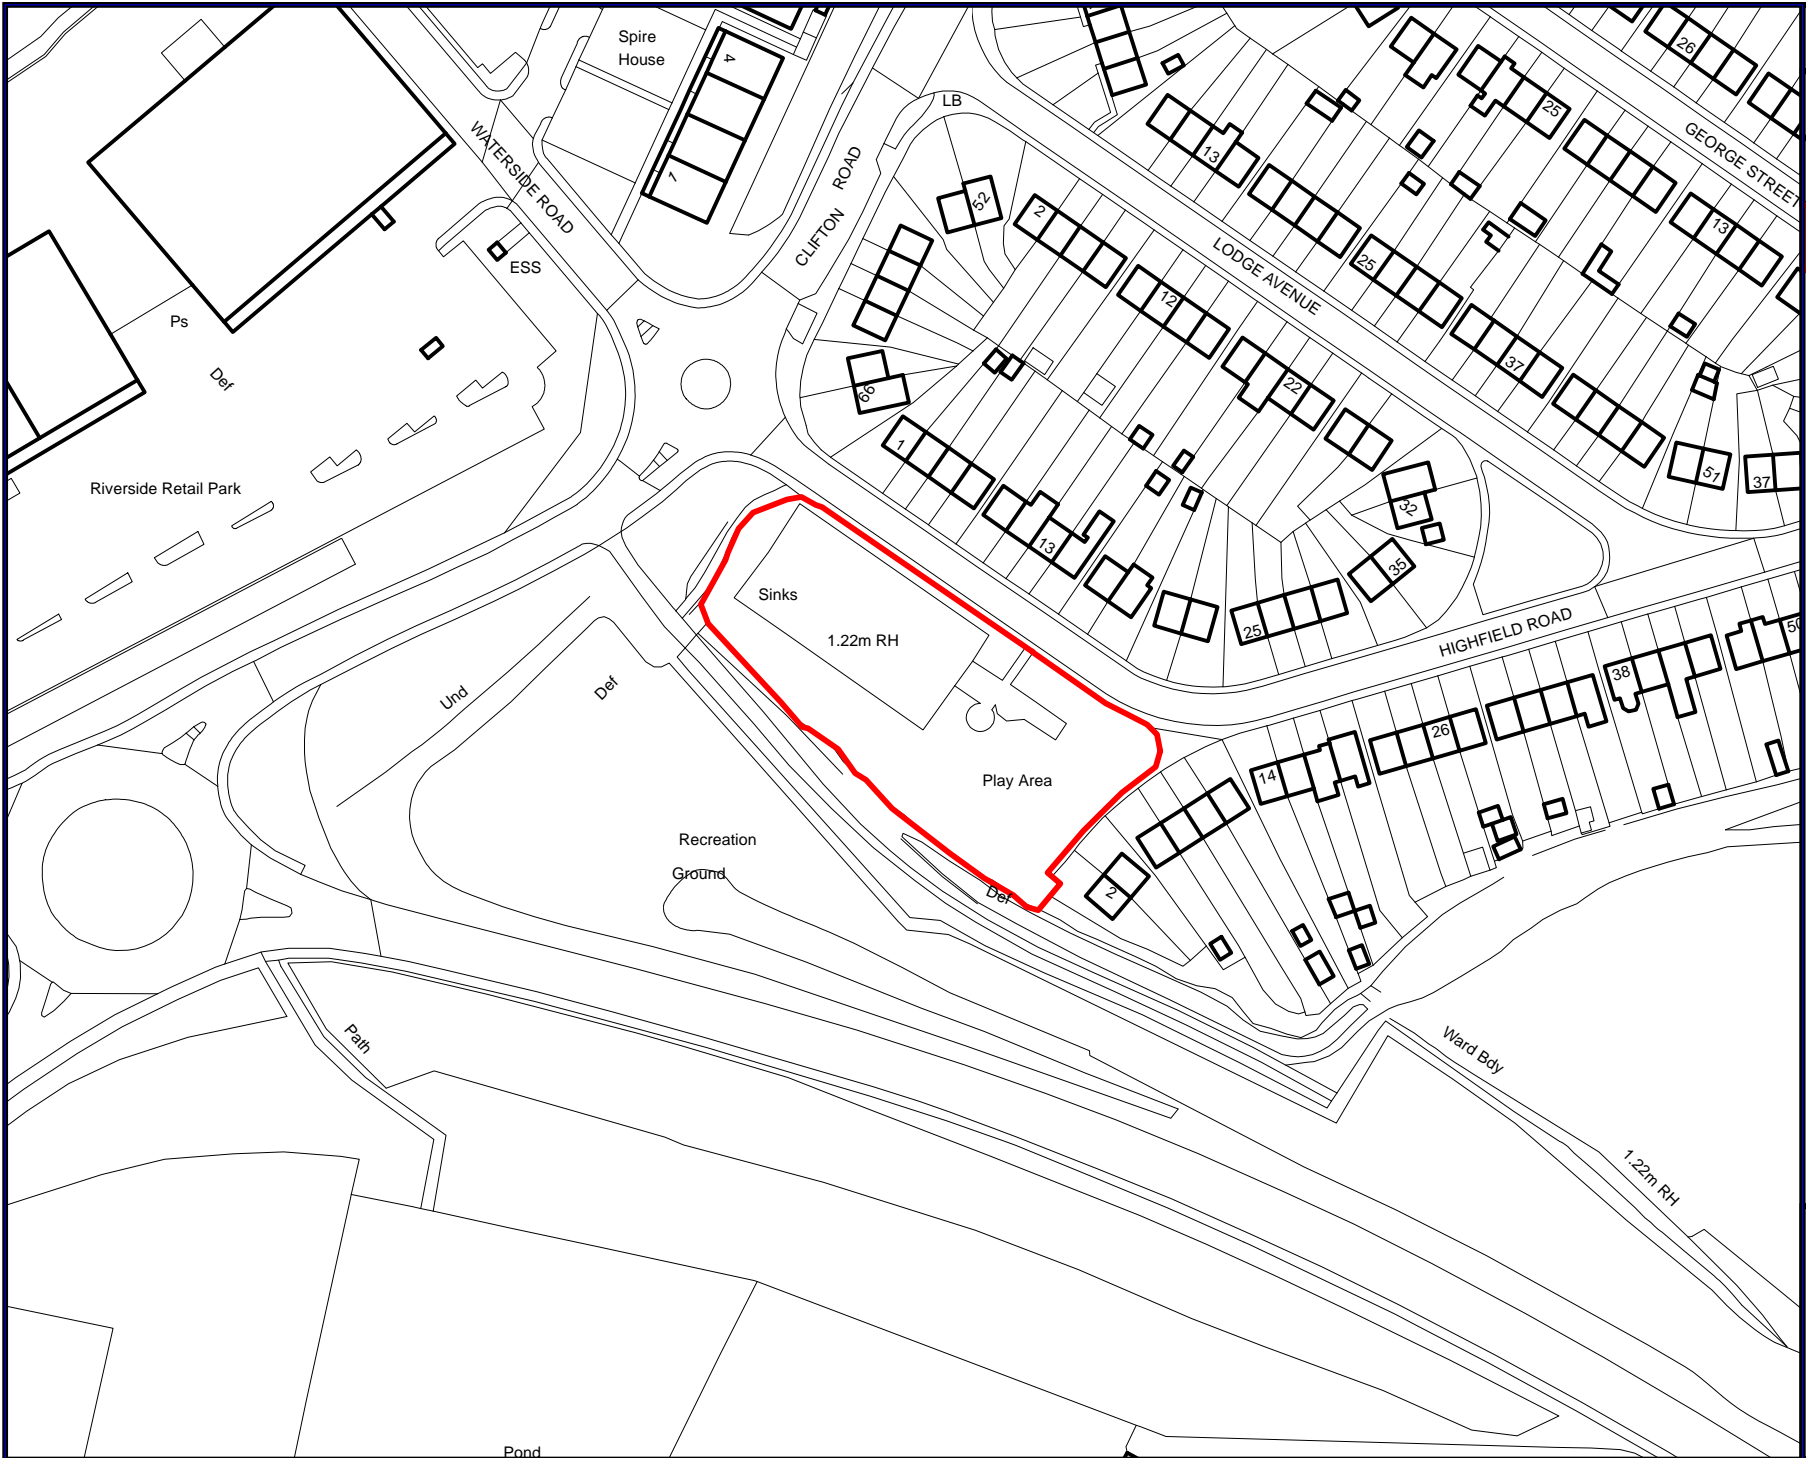 Spire
House
4
7
WATERSIDE ROAD
CLIFTON ROAD
LB
26
25
GEORGE STREET
13
13
52
2
LODGE AVENUE
25
12
37
ESS
Ps
Def
66
22
1
51
37
Riverside Retail Park
32
13
35
25
HIGHFIELD ROAD
50
Sinks
1.22m RH
38
Und
Def
26
14
Play Area
Recreation
Ground
Def
2
Path
Ward Bdy
1.22m RH
Pond